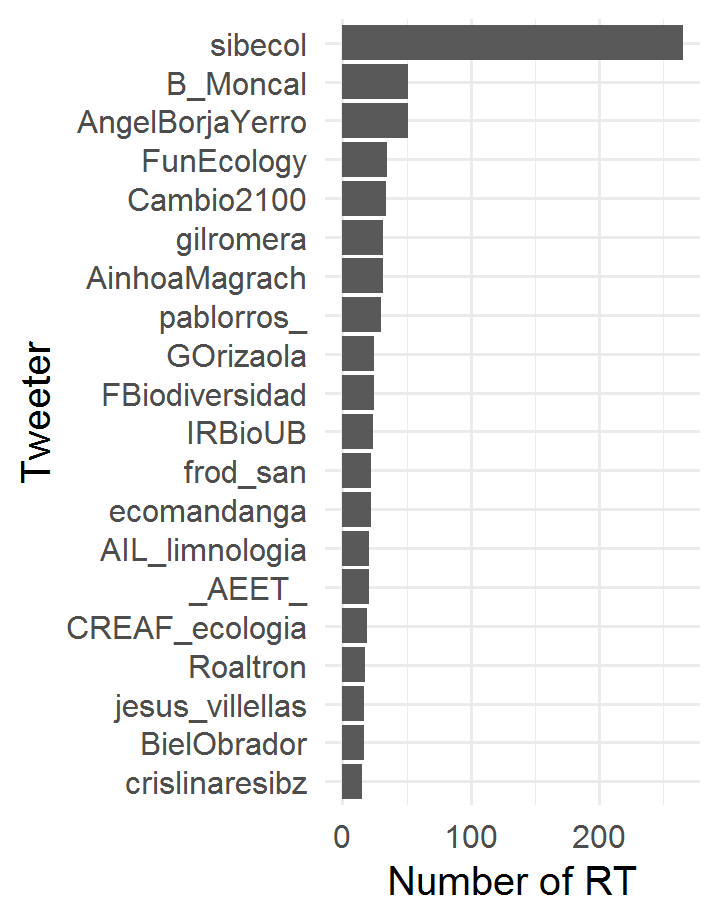 sibecol
B_Moncal
AngelBorjaYerro
FunEcology
Cambio2100
gilromera
AinhoaMagrach
pablorros_
GOrizaola
FBiodiversidad
IRBioUB
frod_san
ecomandanga
AIL_limnologia
_AEET_
CREAF_ecologia
Roaltron
jesus_villellas
BielObrador
crislinaresibz
Tweeter
0 100 200
Number of RT